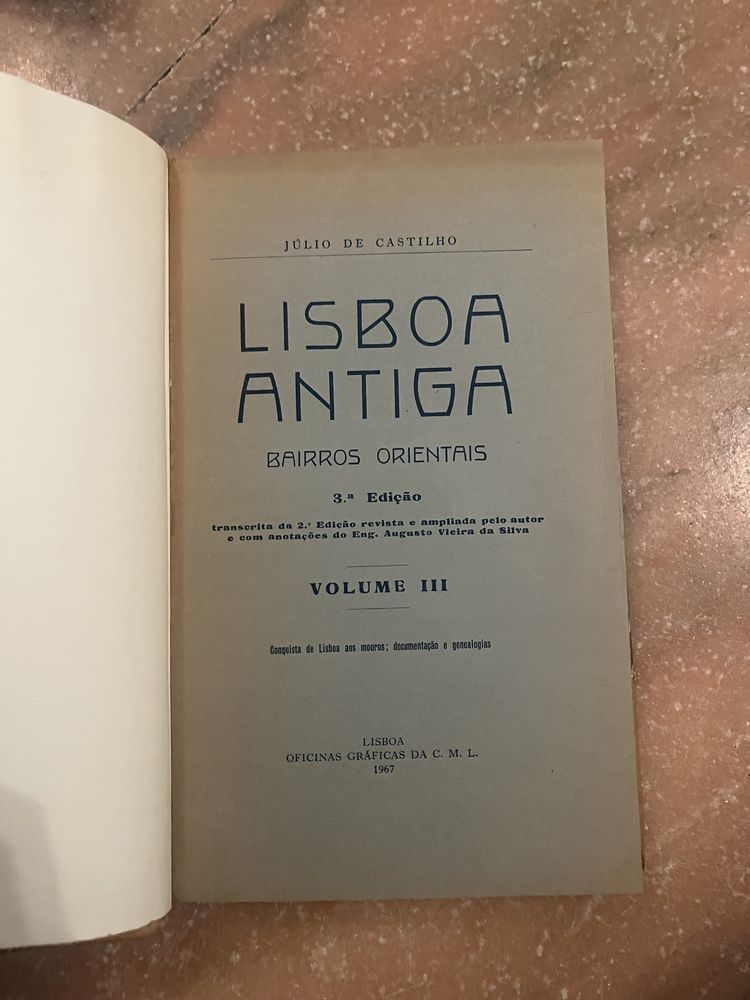 JÚLIO DE CASTILHO
LISBOA
ANTIGA
BAIRROS ORIENTAIS
3.ª Edição
transcrita da 2.ª Edição revista e ampliada pelo autor
e com anotações do Eng. Augusto Vieira da Silva
VOLUME III
Conquista de Lisboa aos mouros; documentação e genealogias
LISBOA
OFICINAS GRÁFICAS DA C. M. L.
1967